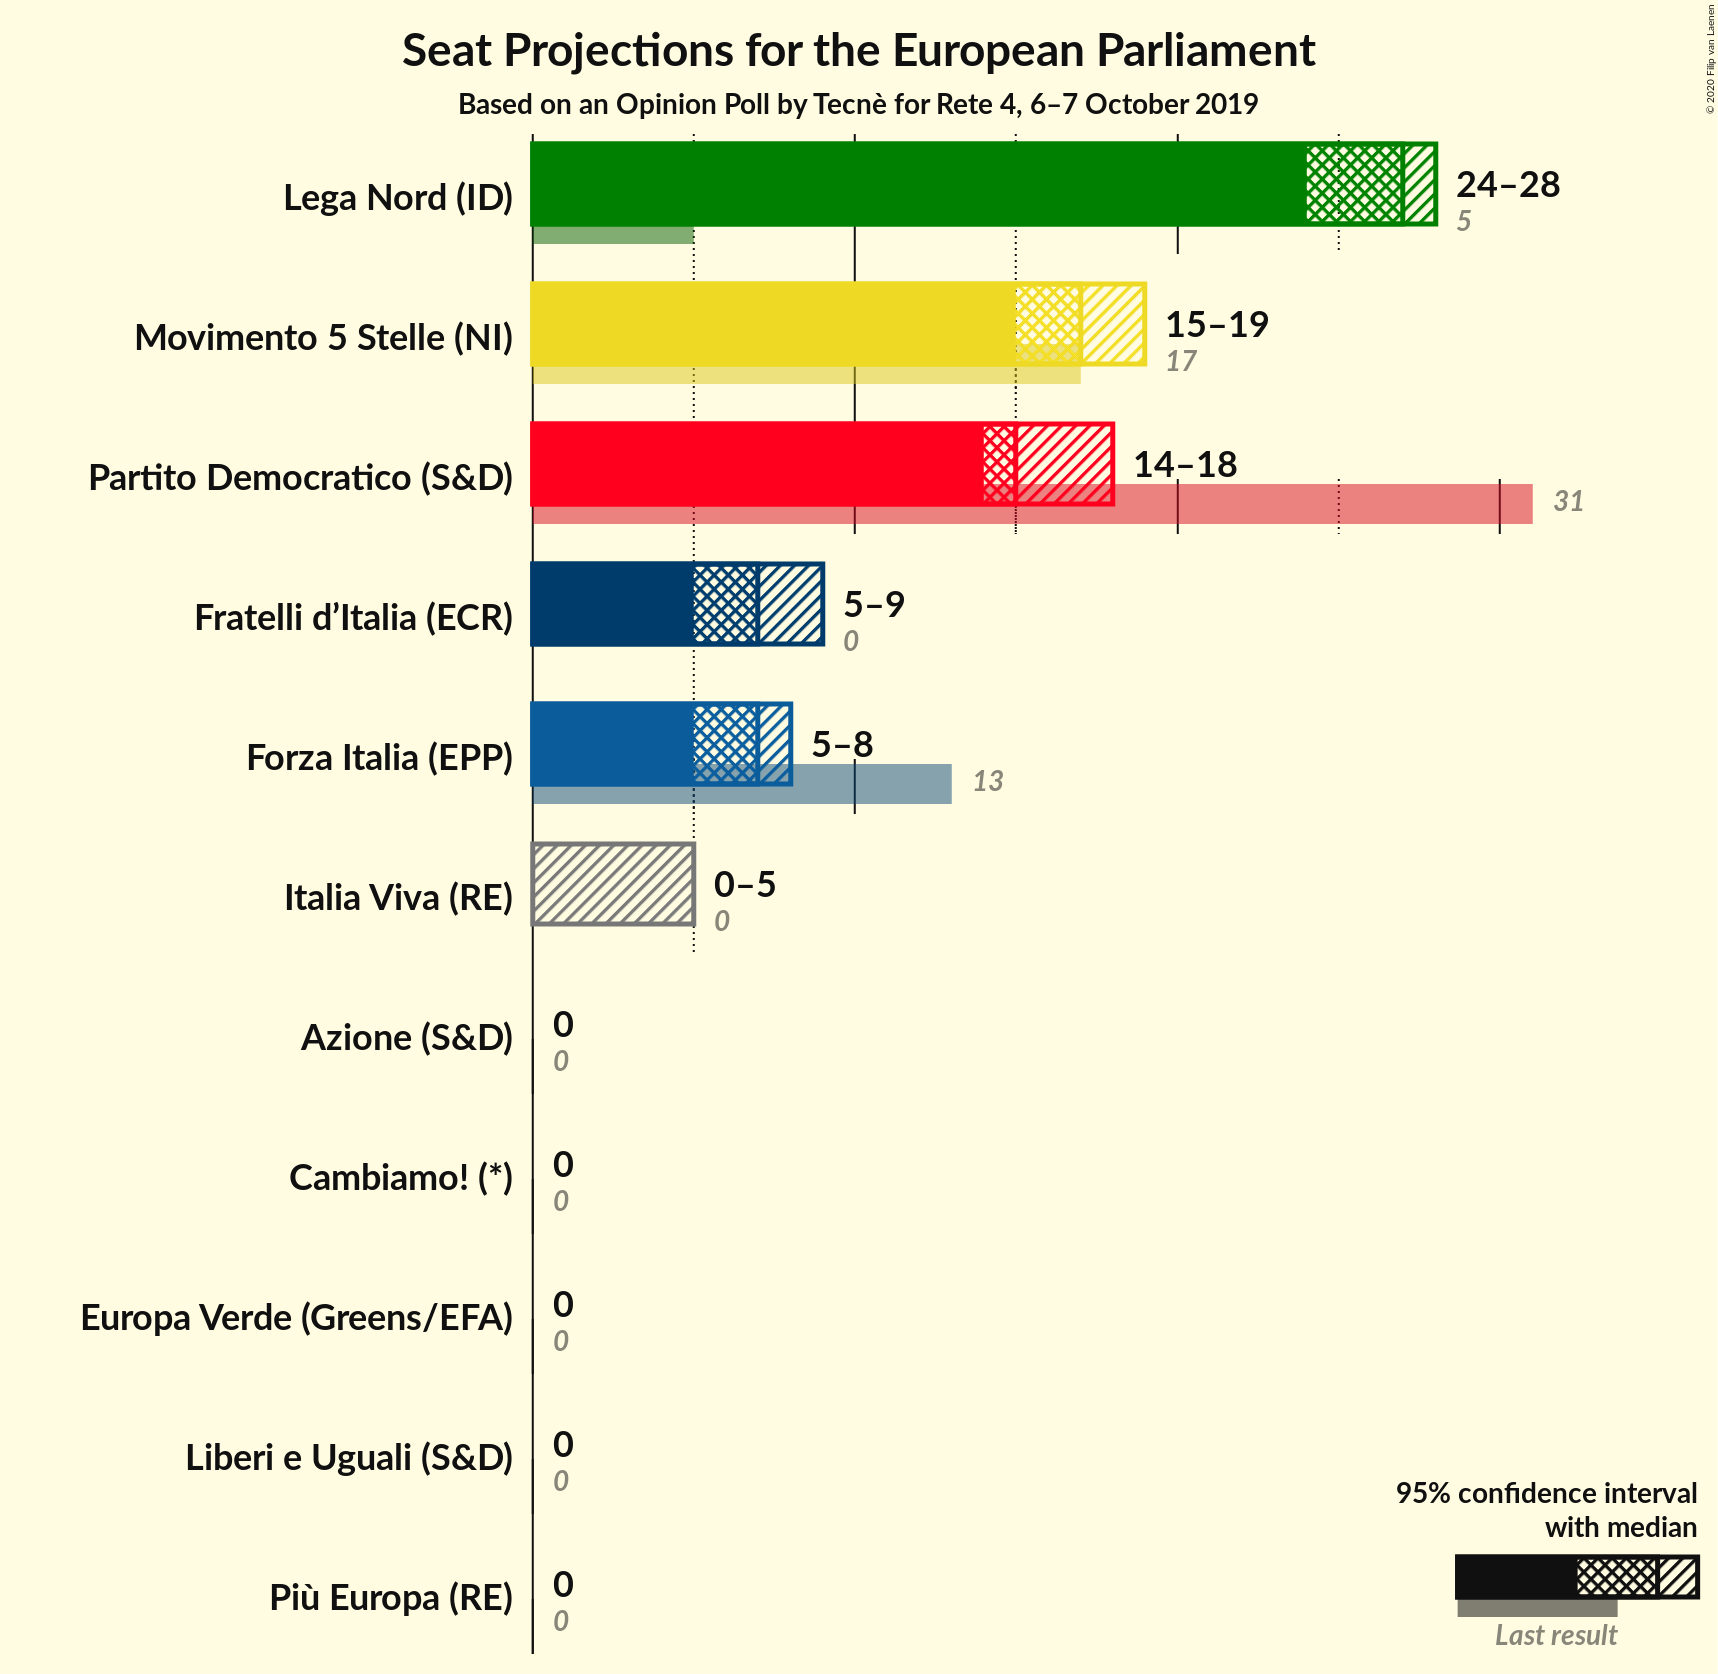 Seat Projections for the European Parliament
Based on an Opinion Poll by Tecnè for Rete 4, 6–7 October 2019
© 2020 Filip van Laenen
Lega Nord (ID)
24–28
5
Movimento 5 Stelle (NI)
15–19
17
Partito Democratico (S&D)
14–18
31
Fratelli d’Italia (ECR)
5–9
0
Forza Italia (EPP)
5–8
13
Italia Viva (RE)
0–5
0
Azione (S&D)
0
0
Cambiamo! (*)
0
0
Europa Verde (Greens/EFA)
0
0
Liberi e Uguali (S&D)
0
0
Più Europa (RE)
0
0
95% confidence interval
with median
Last result